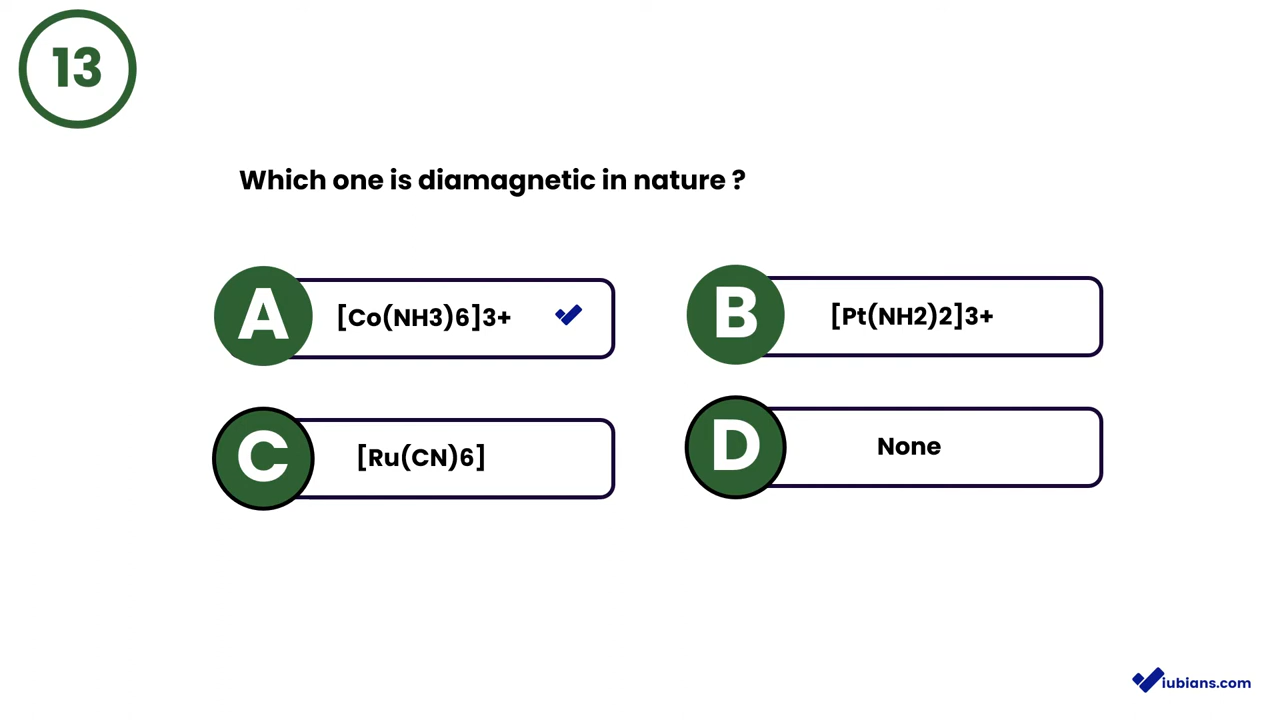 13
Which one is diamagnetic in nature ?
A [Co(NH3)6]3+
B [Pt(NH2)2]3+
C [Ru(CN)6]
D None
iubians.com